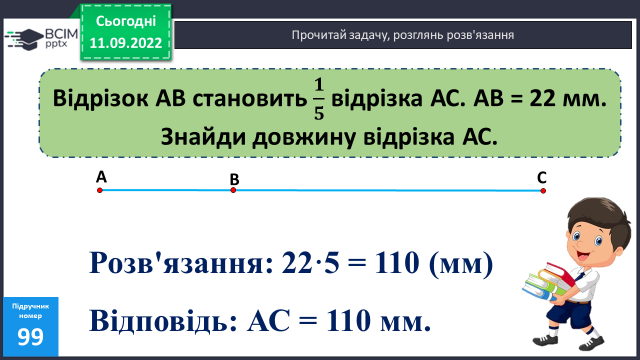 ВСІМ
pptx
Сьогодні
11.09.2022
Прочитай задачу, розглянь розв'язання
Відрізок АВ становить 1/5 відрізка АС. АВ = 22 мм.
Знайди довжину відрізка АС.
А В С
Розв'язання: 22·5 = 110 (мм)
Відповідь: АС = 110 мм.
Підручник
номер
99